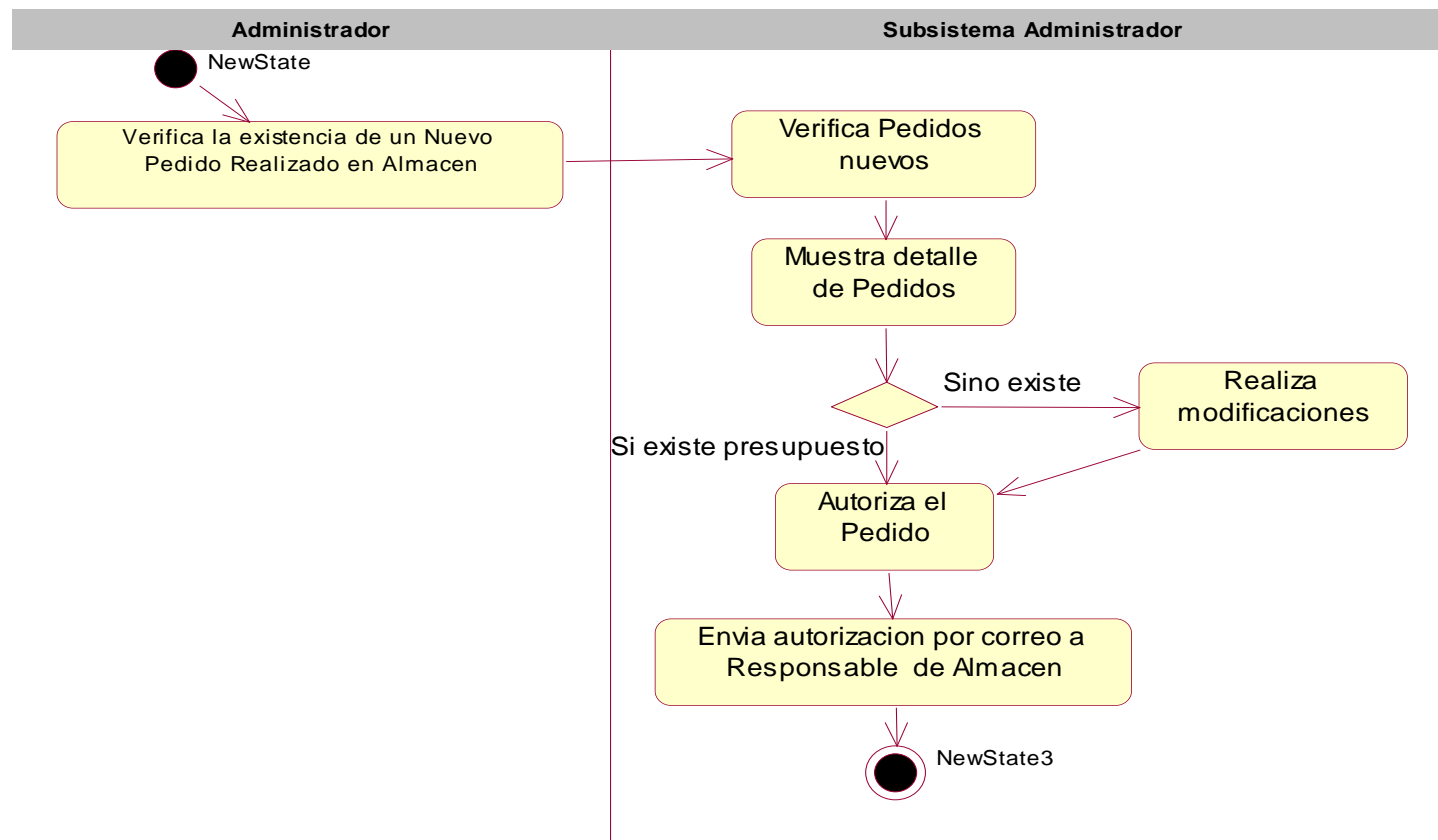 Administrador
Subsistema Administrador
NewState
Verifica la existencia de un Nuevo
Pedido Realizado en Almacen
Verifica Pedidos
nuevos
Muestra detalle
de Pedidos
Sino existe
Realiza
modificaciones
Si existe presupuesto
Autoriza el
Pedido
Envia autorizacion por correo a
Responsable de Almacen
NewState3